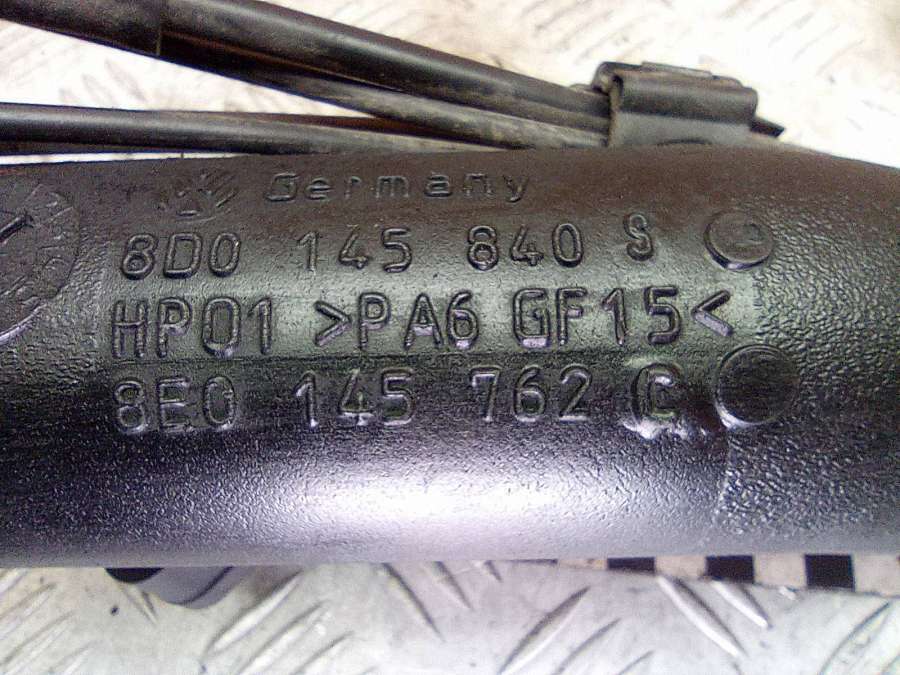 Germany
8D0 145 840 S
HP01 >PA6 GF15<
8E0 145 762 C